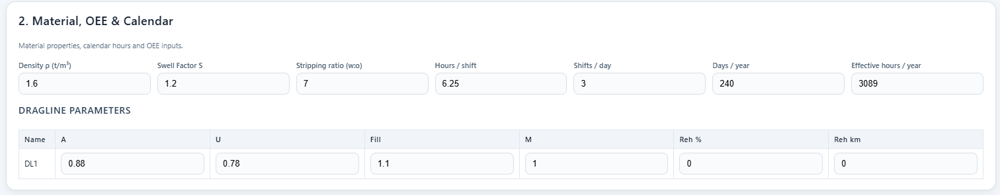 2. Material, OEE & Calendar
Material properties, calendar hours and OEE inputs.
Density ρ (t/m³) Swell Factor S Stripping ratio (w:o) Hours / shift Shifts / day Days / year Effective hours / year
1.6 1.2 7 6.25 3 240 3089
DRAGLINE PARAMETERS
Name A U Fill M Reh % Reh km
DL1 0.88 0.78 1.1 1 0 0